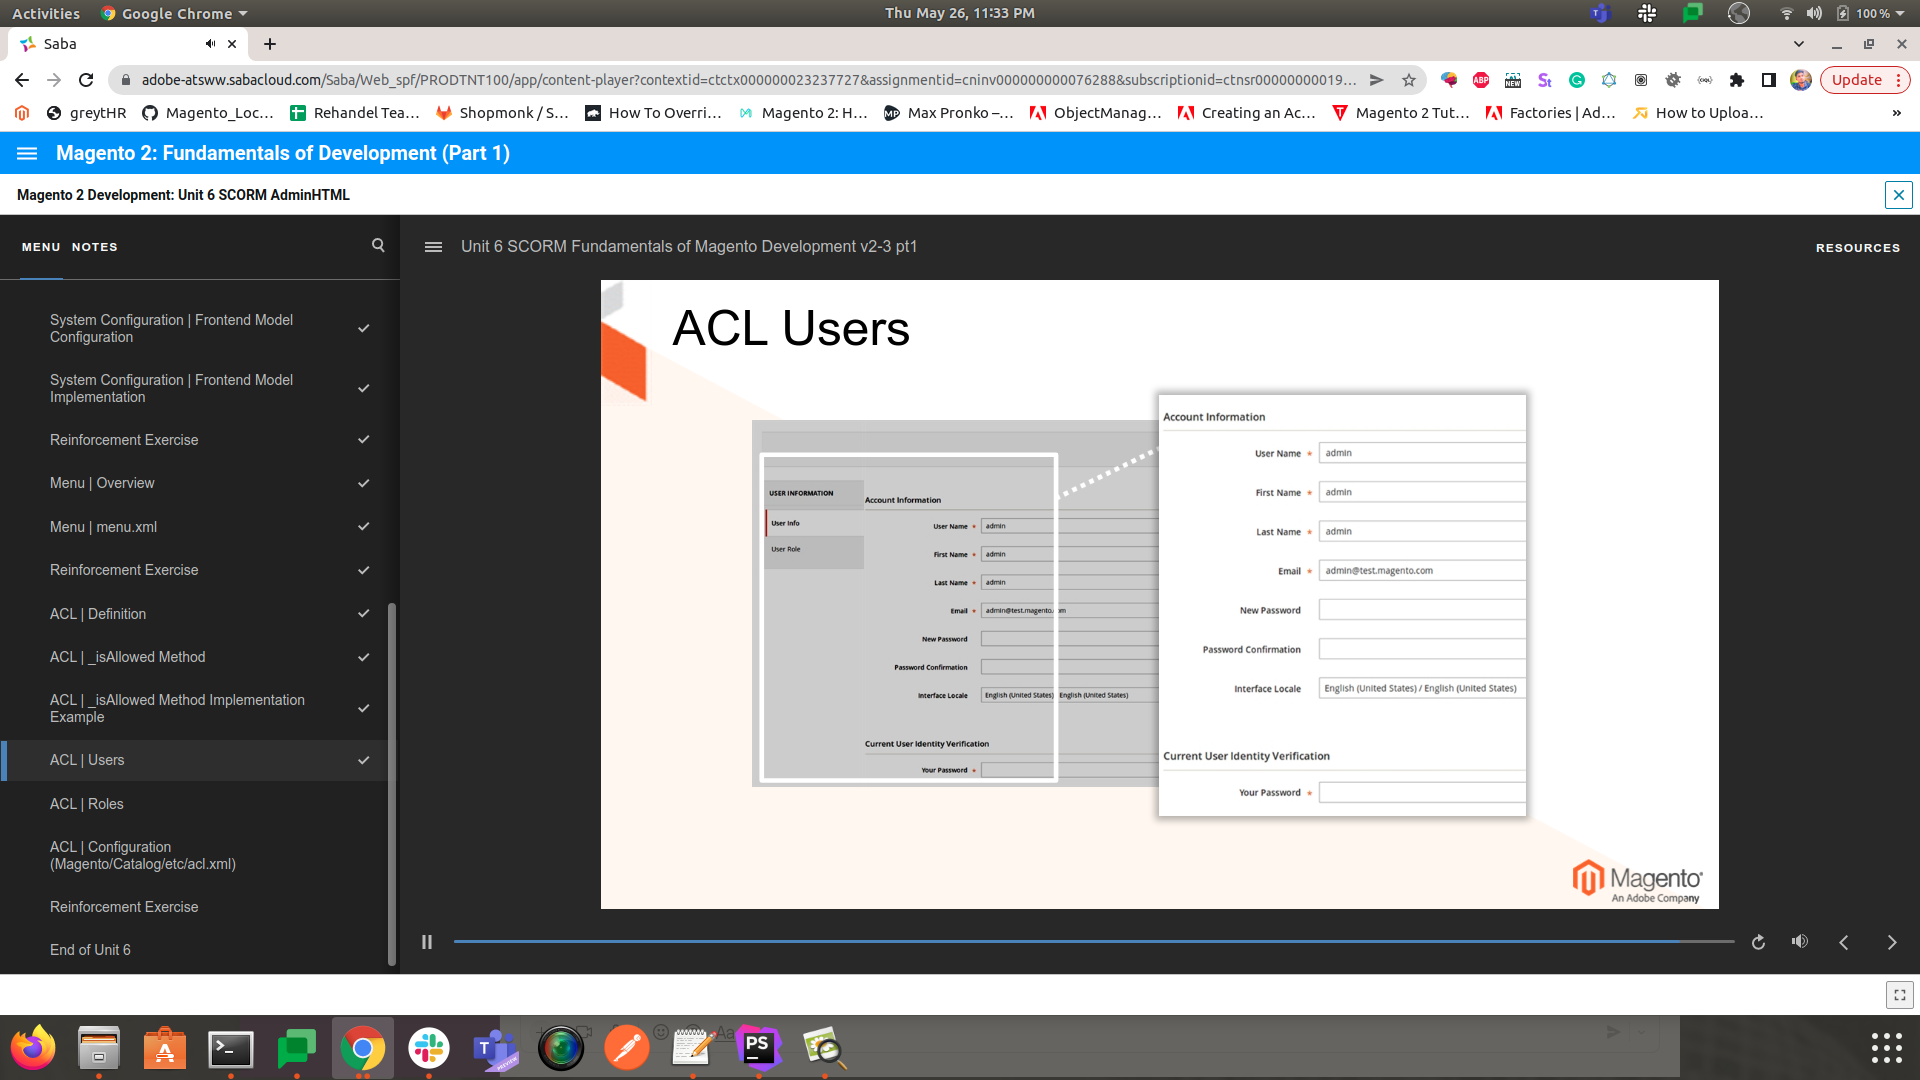 Activities
Google Chrome
Thu May 26, 11:33 PM
100 %
Saba
adobe-atsww.sabacloud.com/Saba/Web_spf/PRODTNT100/app/content-player?contextid=ctctx000000023237727&assignmentid=cninv000000000076288&subscriptionid=ctnsr00000000019...
ABP
NEW
Update
greytHR
Magento_Loc...
Rehandel Tea...
Shopmonk / S...
How To Overri...
Magento 2: H...
Max Pronko –...
ObjectManag...
Creating an Ac...
Magento 2 Tut...
Factories | Ad...
How to Uploa...
»
Magento 2: Fundamentals of Development (Part 1)
Magento 2 Development: Unit 6 SCORM AdminHTML
MENU
NOTES
Unit 6 SCORM Fundamentals of Magento Development v2-3 pt1
RESOURCES
System Configuration | Frontend Model
Configuration
System Configuration | Frontend Model
Implementation
Reinforcement Exercise
Menu | Overview
Menu | menu.xml
Reinforcement Exercise
ACL | Definition
ACL | _isAllowed Method
ACL | _isAllowed Method Implementation
Example
ACL | Users
ACL | Roles
ACL | Configuration
(Magento/Catalog/etc/acl.xml)
Reinforcement Exercise
End of Unit 6
ACL Users
USER INFORMATION
User Info
User Role
Account Information
User Name * admin
First Name * admin
Last Name * admin
Email * admin@test.magento.com
New Password
Password Confirmation
Interface Locale English (United States) English (United States)
Current User Identity Verification
Your Password *
Account Information
User Name * admin
First Name * admin
Last Name * admin
Email * admin@test.magento.com
New Password
Password Confirmation
Interface Locale English (United States) / English (United States)
Current User Identity Verification
Your Password *
Magento
An Adobe Company
PS
Aa